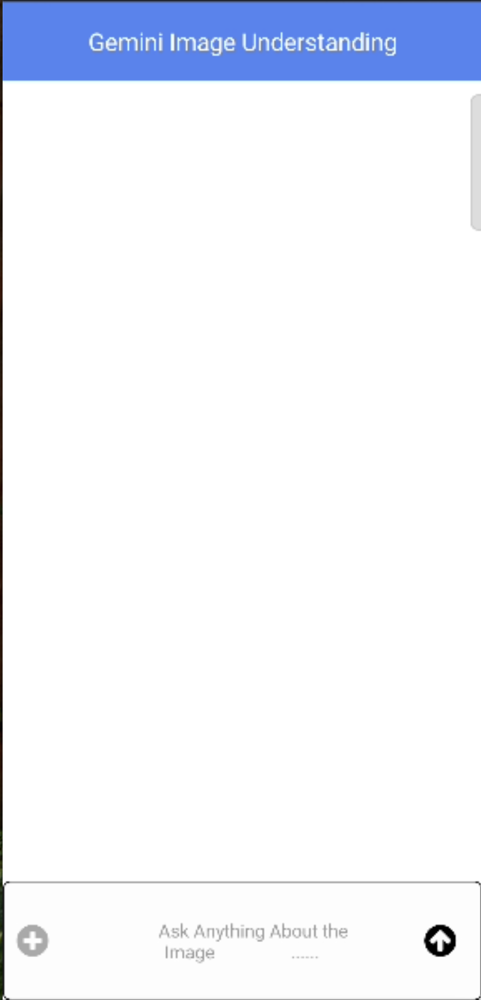 Gemini Image Understanding
Ask Anything About the
Image ......